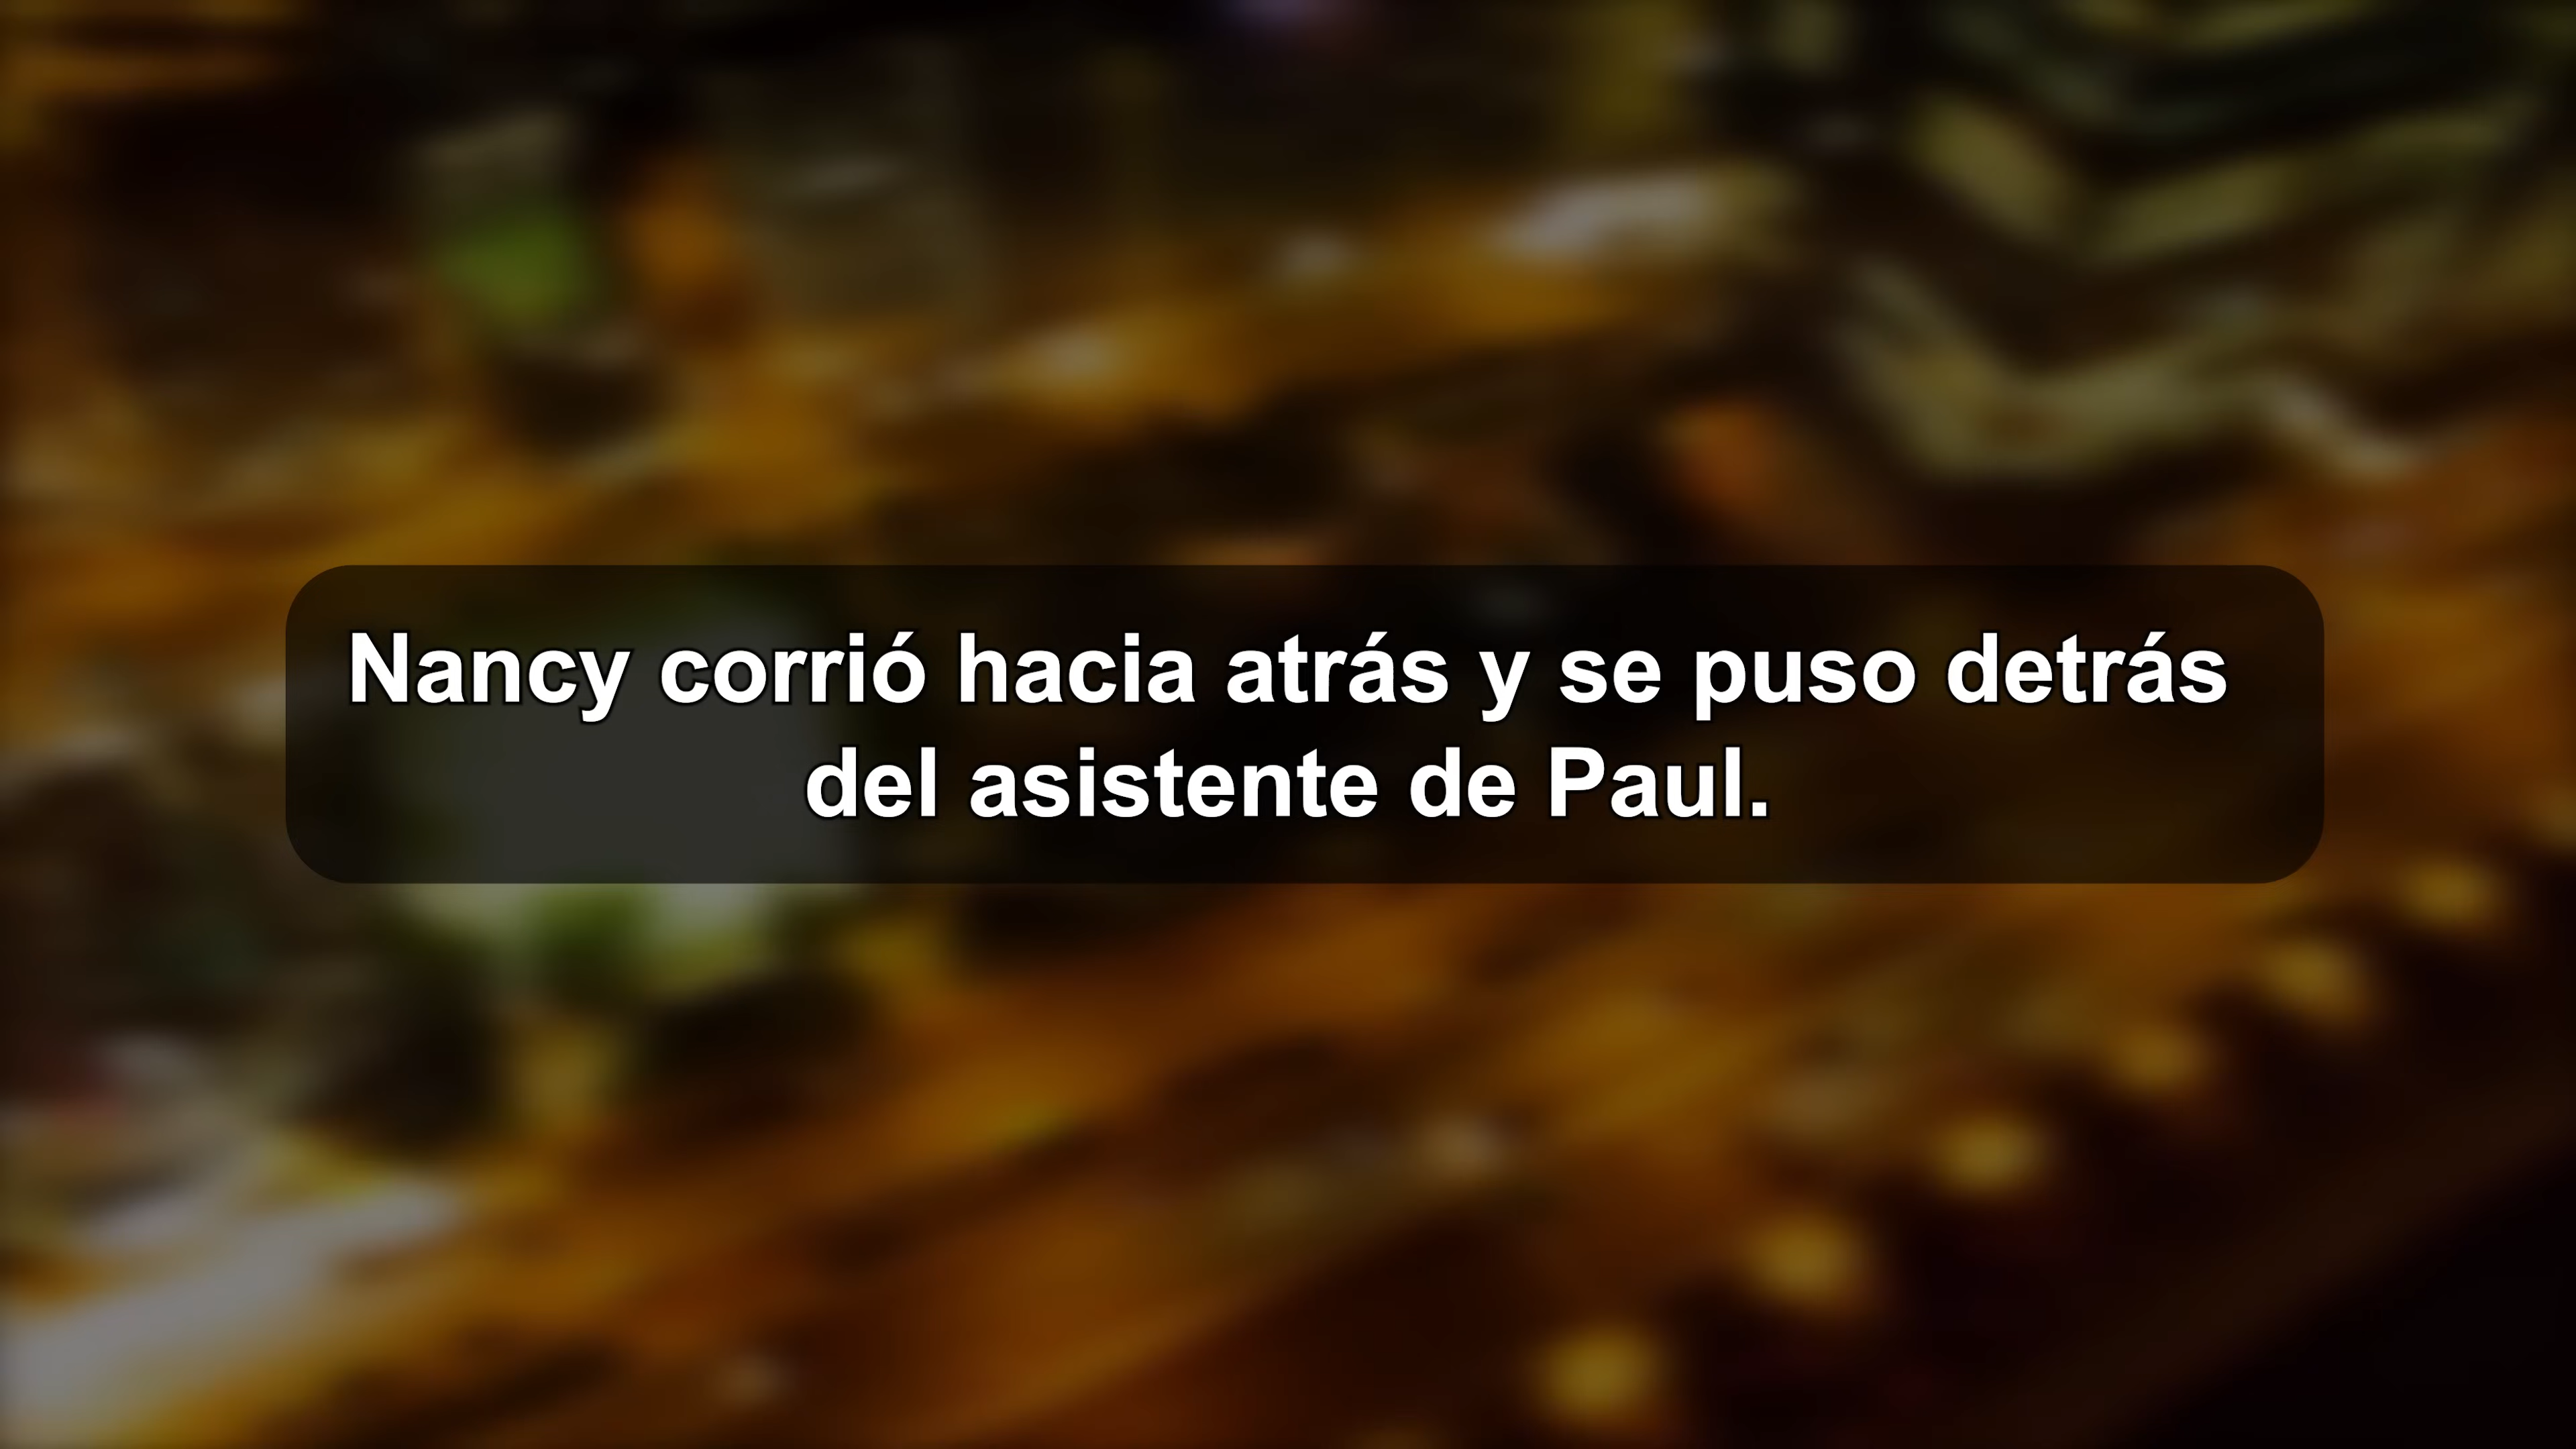 Nancy corrió hacia atrás y se puso detrás
del asistente de Paul.